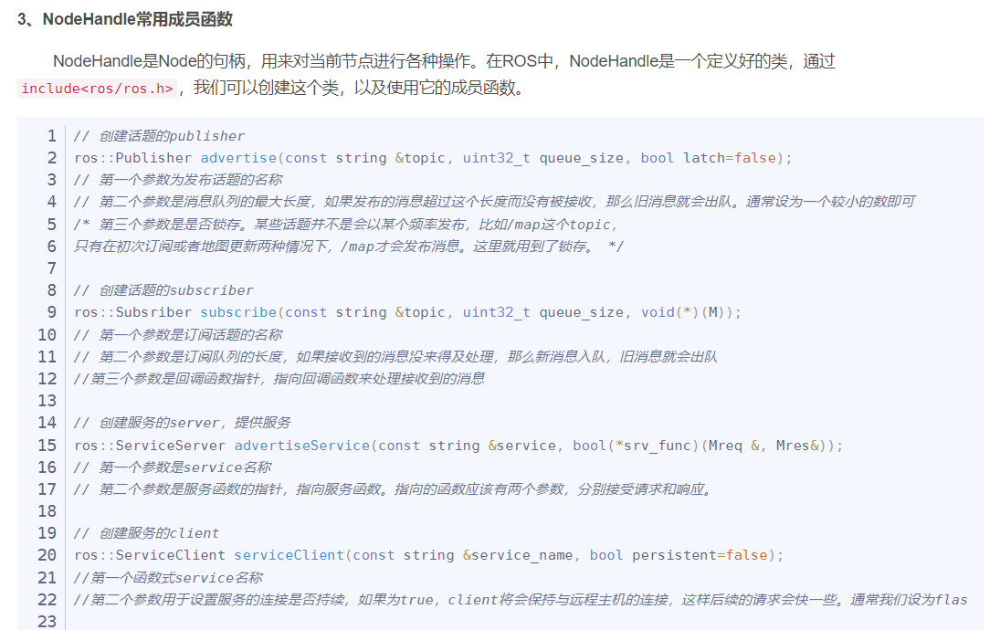 3、NodeHandle常用成员函数
NodeHandle是Node的句柄，用来对当前节点进行各种操作。在ROS中，NodeHandle是一个定义好的类，通过
include<ros/ros.h>，我们可以创建这个类，以及使用它的成员函数。
1 // 创建话题的publisher
2 ros::Publisher advertise(const string &topic, uint32_t queue_size, bool latch=false);
3 // 第一个参数为发布话题的名称
4 // 第二个参数是消息队列的最大长度，如果发布的消息超过这个长度而没有被接收，那么旧消息就会出队。通常设为一个较小的数即可
5 /* 第三个参数是是否锁存。某些话题并不是会以某个频率发布，比如/map这个topic，
6 只有在初次订阅或者地图更新两种情况下，/map才会发布消息。这里就用到了锁存。 */
7
8 // 创建话题的subscriber
9 ros::Subsriber subscribe(const string &topic, uint32_t queue_size, void(*)(M));
10 // 第一个参数是订阅话题的名称
11 // 第二个参数是订阅队列的长度，如果接收到的消息没来得及处理，那么新消息入队，旧消息就会出队
12 //第三个参数是回调函数指针，指向回调函数来处理接收到的消息
13
14 // 创建服务的server，提供服务
15 ros::ServiceServer advertiseService(const string &service, bool(*srv_func)(Mreq &, Mres&));
16 // 第一个参数是service名称
17 // 第二个参数是服务函数的指针，指向服务函数。指向的函数应该有两个参数，分别接受请求和响应。
18
19 // 创建服务的client
20 ros::ServiceClient serviceClient(const string &service_name, bool persistent=false);
21 //第一个函数式service名称
22 //第二个参数用于设置服务的连接是否持续，如果为true，client将会保持与远程主机的连接，这样后续的请求会快一些。通常我们设为flas
23